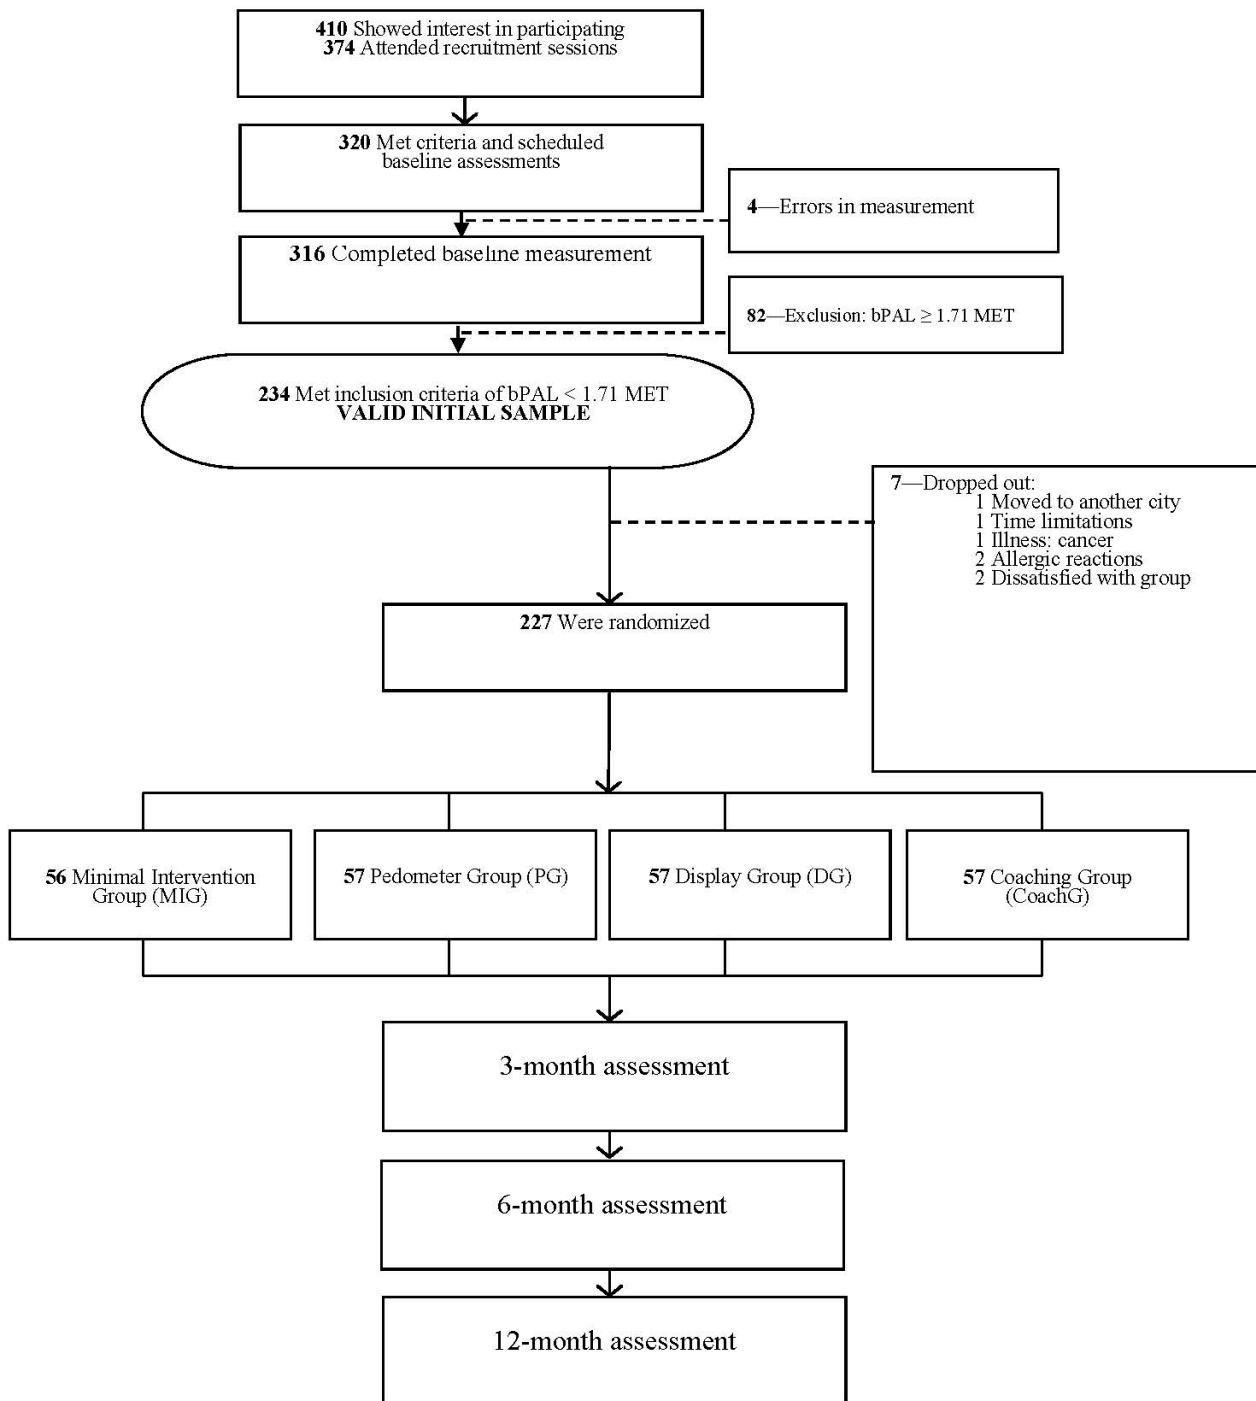 410 Showed interest in participating
374 Attended recruitment sessions
320 Met criteria and scheduled
baseline assessments
4—Errors in measurement
316 Completed baseline measurement
82—Exclusion: bPAL ≥ 1.71 MET
234 Met inclusion criteria of bPAL < 1.71 MET
VALID INITIAL SAMPLE
7—Dropped out:
1 Moved to another city
1 Time limitations
1 Illness: cancer
2 Allergic reactions
2 Dissatisfied with group
227 Were randomized
56 Minimal Intervention
Group (MIG)
57 Pedometer Group (PG)
57 Display Group (DG)
57 Coaching Group
(CoachG)
3-month assessment
6-month assessment
12-month assessment